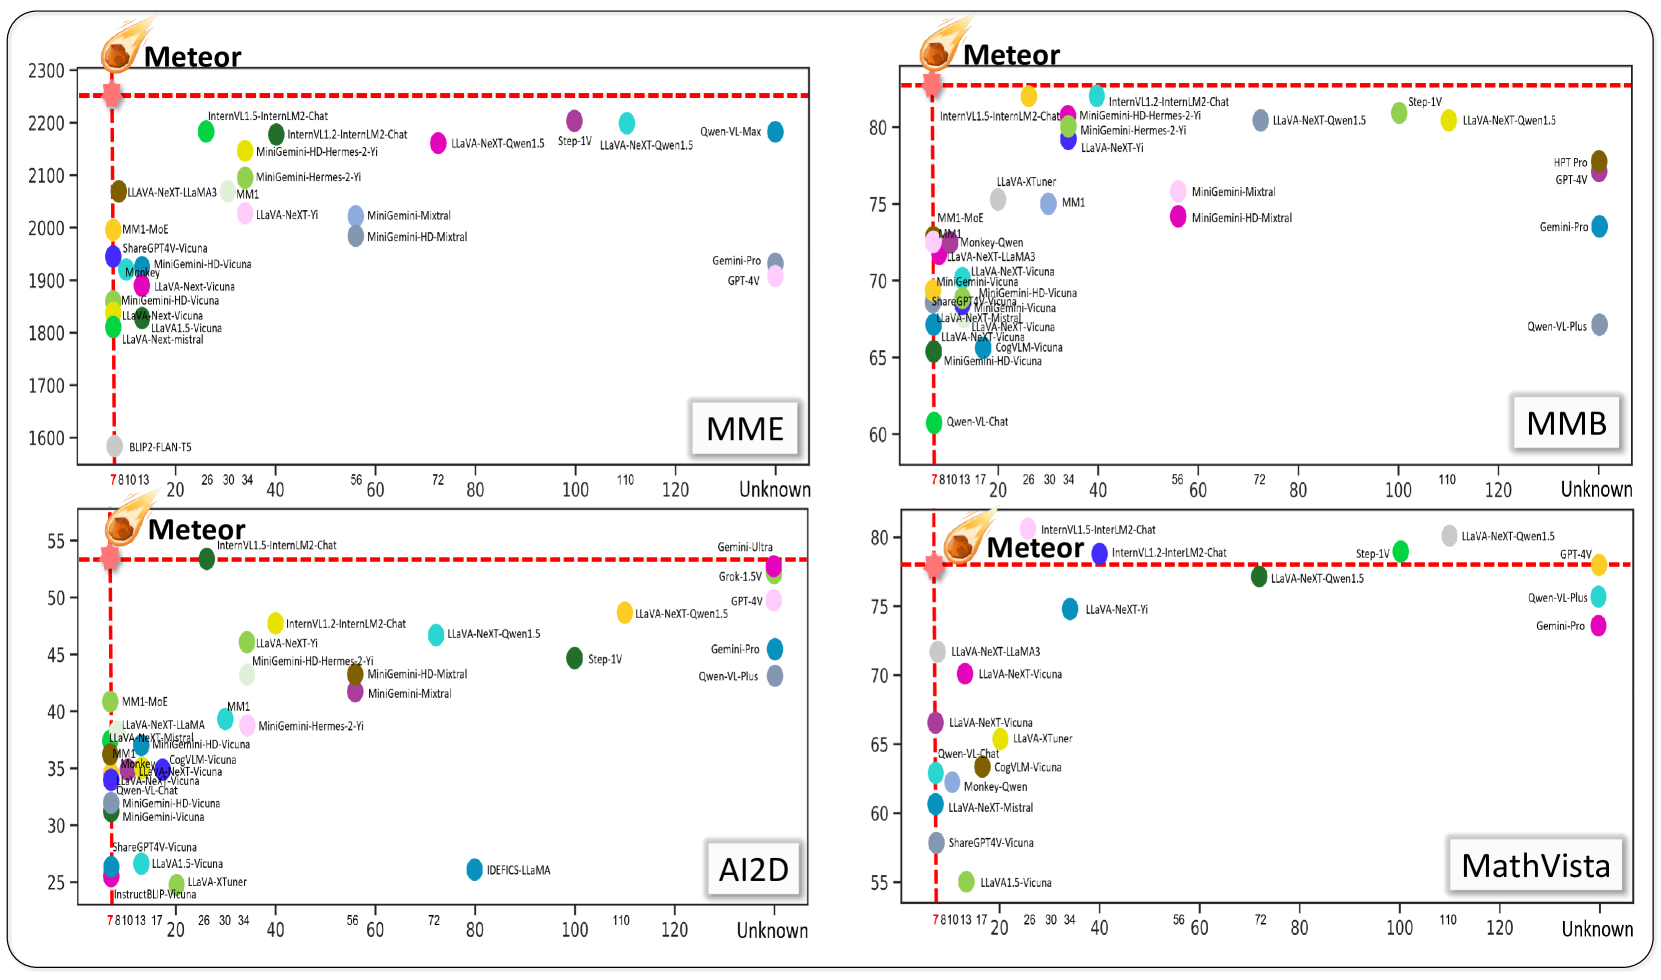 Meteor
2300
2200
2100
2000
1900
1800
1700
1600
InternVL1.5-InternLM2-Chat
InternVL1.2-InternLM2-Chat
MiniGemini-HD-Hermes-2-Yi
MiniGemini-Hermes-2-Yi
LLAVA-NeXT-LLaMA3
MM1
LLaVA-NeXT-Yi
LLaVA-NeXT-Qwen1.5
Step-1V
LLaVA-NeXT-Qwen1.5
Qwen-VL-Max
MiniGemini-Mixtral
MiniGemini-HD-Mixtral
MM1-MoE
ShareGPT4V-Vicuna
MiniGemini-HD-Vicuna
Monkey
LLaVA-Next-Vicuna
MiniGemini-HD-Vicuna
LLaVA-Next-Vicuna
LLaVA1.5-Vicuna
LLaVA-Next-mistral
Gemini-Pro
GPT-4V
BLIP2-FLAN-T5
MME
7 8 10 13 26 30 34 56 72 110
20 40 60 80 100 120 Unknown
Meteor
80
75
70
65
60
InternVL1.2-InternLM2-Chat
InternVL1.5-InternLM2-Chat
MiniGemini-HD-Hermes-2-Yi
MiniGemini-Hermes-2-Yi
LLaVA-NeXT-Yi
LLaVA-NeXT-Qwen1.5
Step-1V
LLaVA-NeXT-Qwen1.5
HPT Pro
GPT-4V
LLaVA-XTuner
MM1
MiniGemini-Mixtral
MiniGemini-HD-Mixtral
Gemini-Pro
MM1-MoE
MM1
Monkey-Qwen
LLaVA-NeXT-LLaMA3
LLaVA-NeXT-Vicuna
MiniGemini-Vicuna
MiniGemini-HD-Vicuna
ShareGPT4V-Vicuna
MiniGemini-Vicuna
LLaVA-NeXT-Mistral
LLaVA-NeXT-Vicuna
LLaVA-NeXT-Vicuna
CogVLM-Vicuna
MiniGemini-HD-Vicuna
Qwen-VL-Plus
Qwen-VL-Chat
MMB
7 8 10 13 17 26 30 34 56 72 110
20 40 60 80 100 120 Unknown
Meteor
55
50
45
40
35
30
25
InternVL1.5-InternLM2-Chat
Gemini-Ultra
Grok-1.5V
GPT-4V
LLaVA-NeXT-Qwen1.5
InternVL1.2-InternLM2-Chat
LLaVA-NeXT-Yi
LLaVA-NeXT-Qwen1.5
MiniGemini-HD-Hermes-2-Yi
Step-1V
Gemini-Pro
Qwen-VL-Plus
MiniGemini-HD-Mixtral
MiniGemini-Mixtral
MM1-MoE
MM1
MiniGemini-Hermes-2-Yi
LLaVA-NeXT-LLaMA
LLaVA-NeXT-Mistral
MiniGemini-HD-Vicuna
MM1
CogVLM-Vicuna
Monkey
LLaVA-NeXT-Vicuna
LLaVA-NeXT-Vicuna
Qwen-VL-Chat
MiniGemini-HD-Vicuna
MiniGemini-Vicuna
ShareGPT4V-Vicuna
LLaVA1.5-Vicuna
LLaVA-XTuner
InstructBLIP-Vicuna
IDEFICS-LLaMA
AI2D
7 8 10 13 17 26 30 34 56 72 110
20 40 60 80 100 120 Unknown
Meteor
80
75
70
65
60
55
InternVL1.5-InterLM2-Chat
InternVL1.2-InterLM2-Chat
LLaVA-NeXT-Qwen1.5
Step-1V
GPT-4V
LLaVA-NeXT-Qwen1.5
Qwen-VL-Plus
LLaVA-NeXT-Yi
Gemini-Pro
LLaVA-NeXT-LLaMA3
LLaVA-NeXT-Vicuna
LLaVA-NeXT-Vicuna
LLaVA-XTuner
Qwen-VL-Chat
CogVLM-Vicuna
Monkey-Qwen
LLaVA-NeXT-Mistral
ShareGPT4V-Vicuna
LLaVA1.5-Vicuna
MathVista
7 8 10 13 17 26 30 34 56 72 110
20 40 60 80 100 120 Unknown